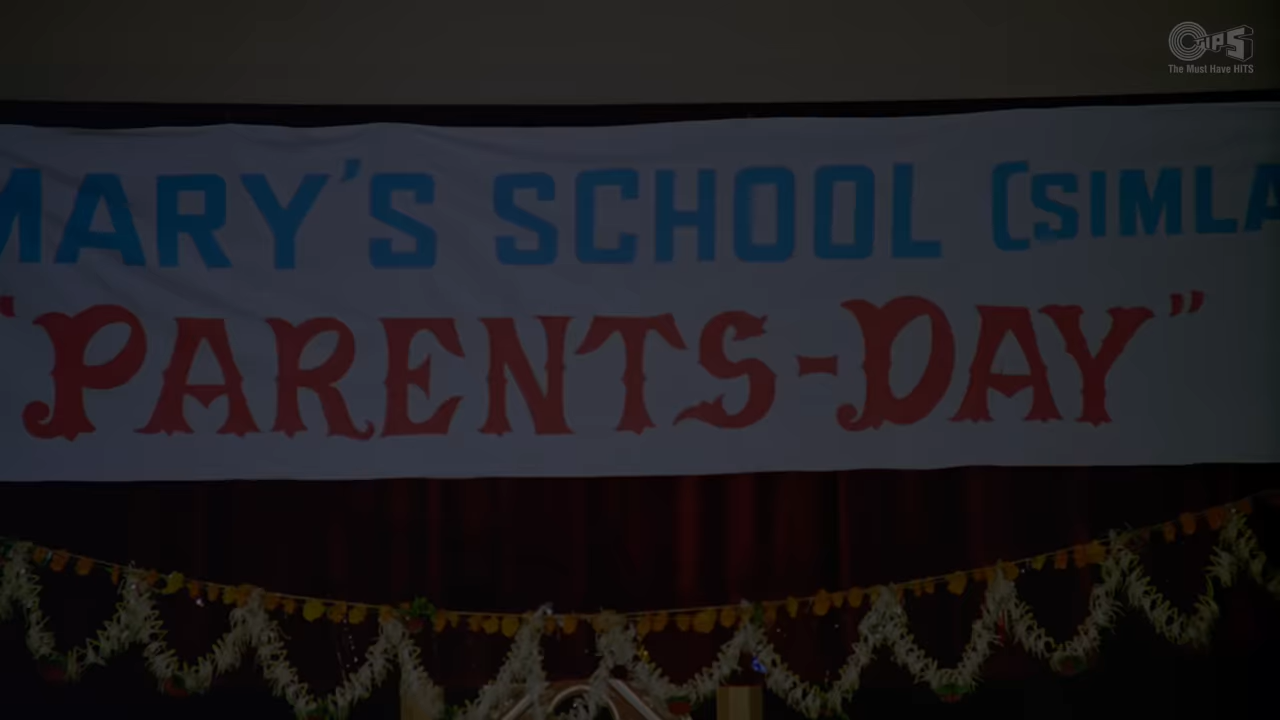 TIPS
The Must Have HITS
MARY'S SCHOOL (SIMLA
"PARENTS-DAY"